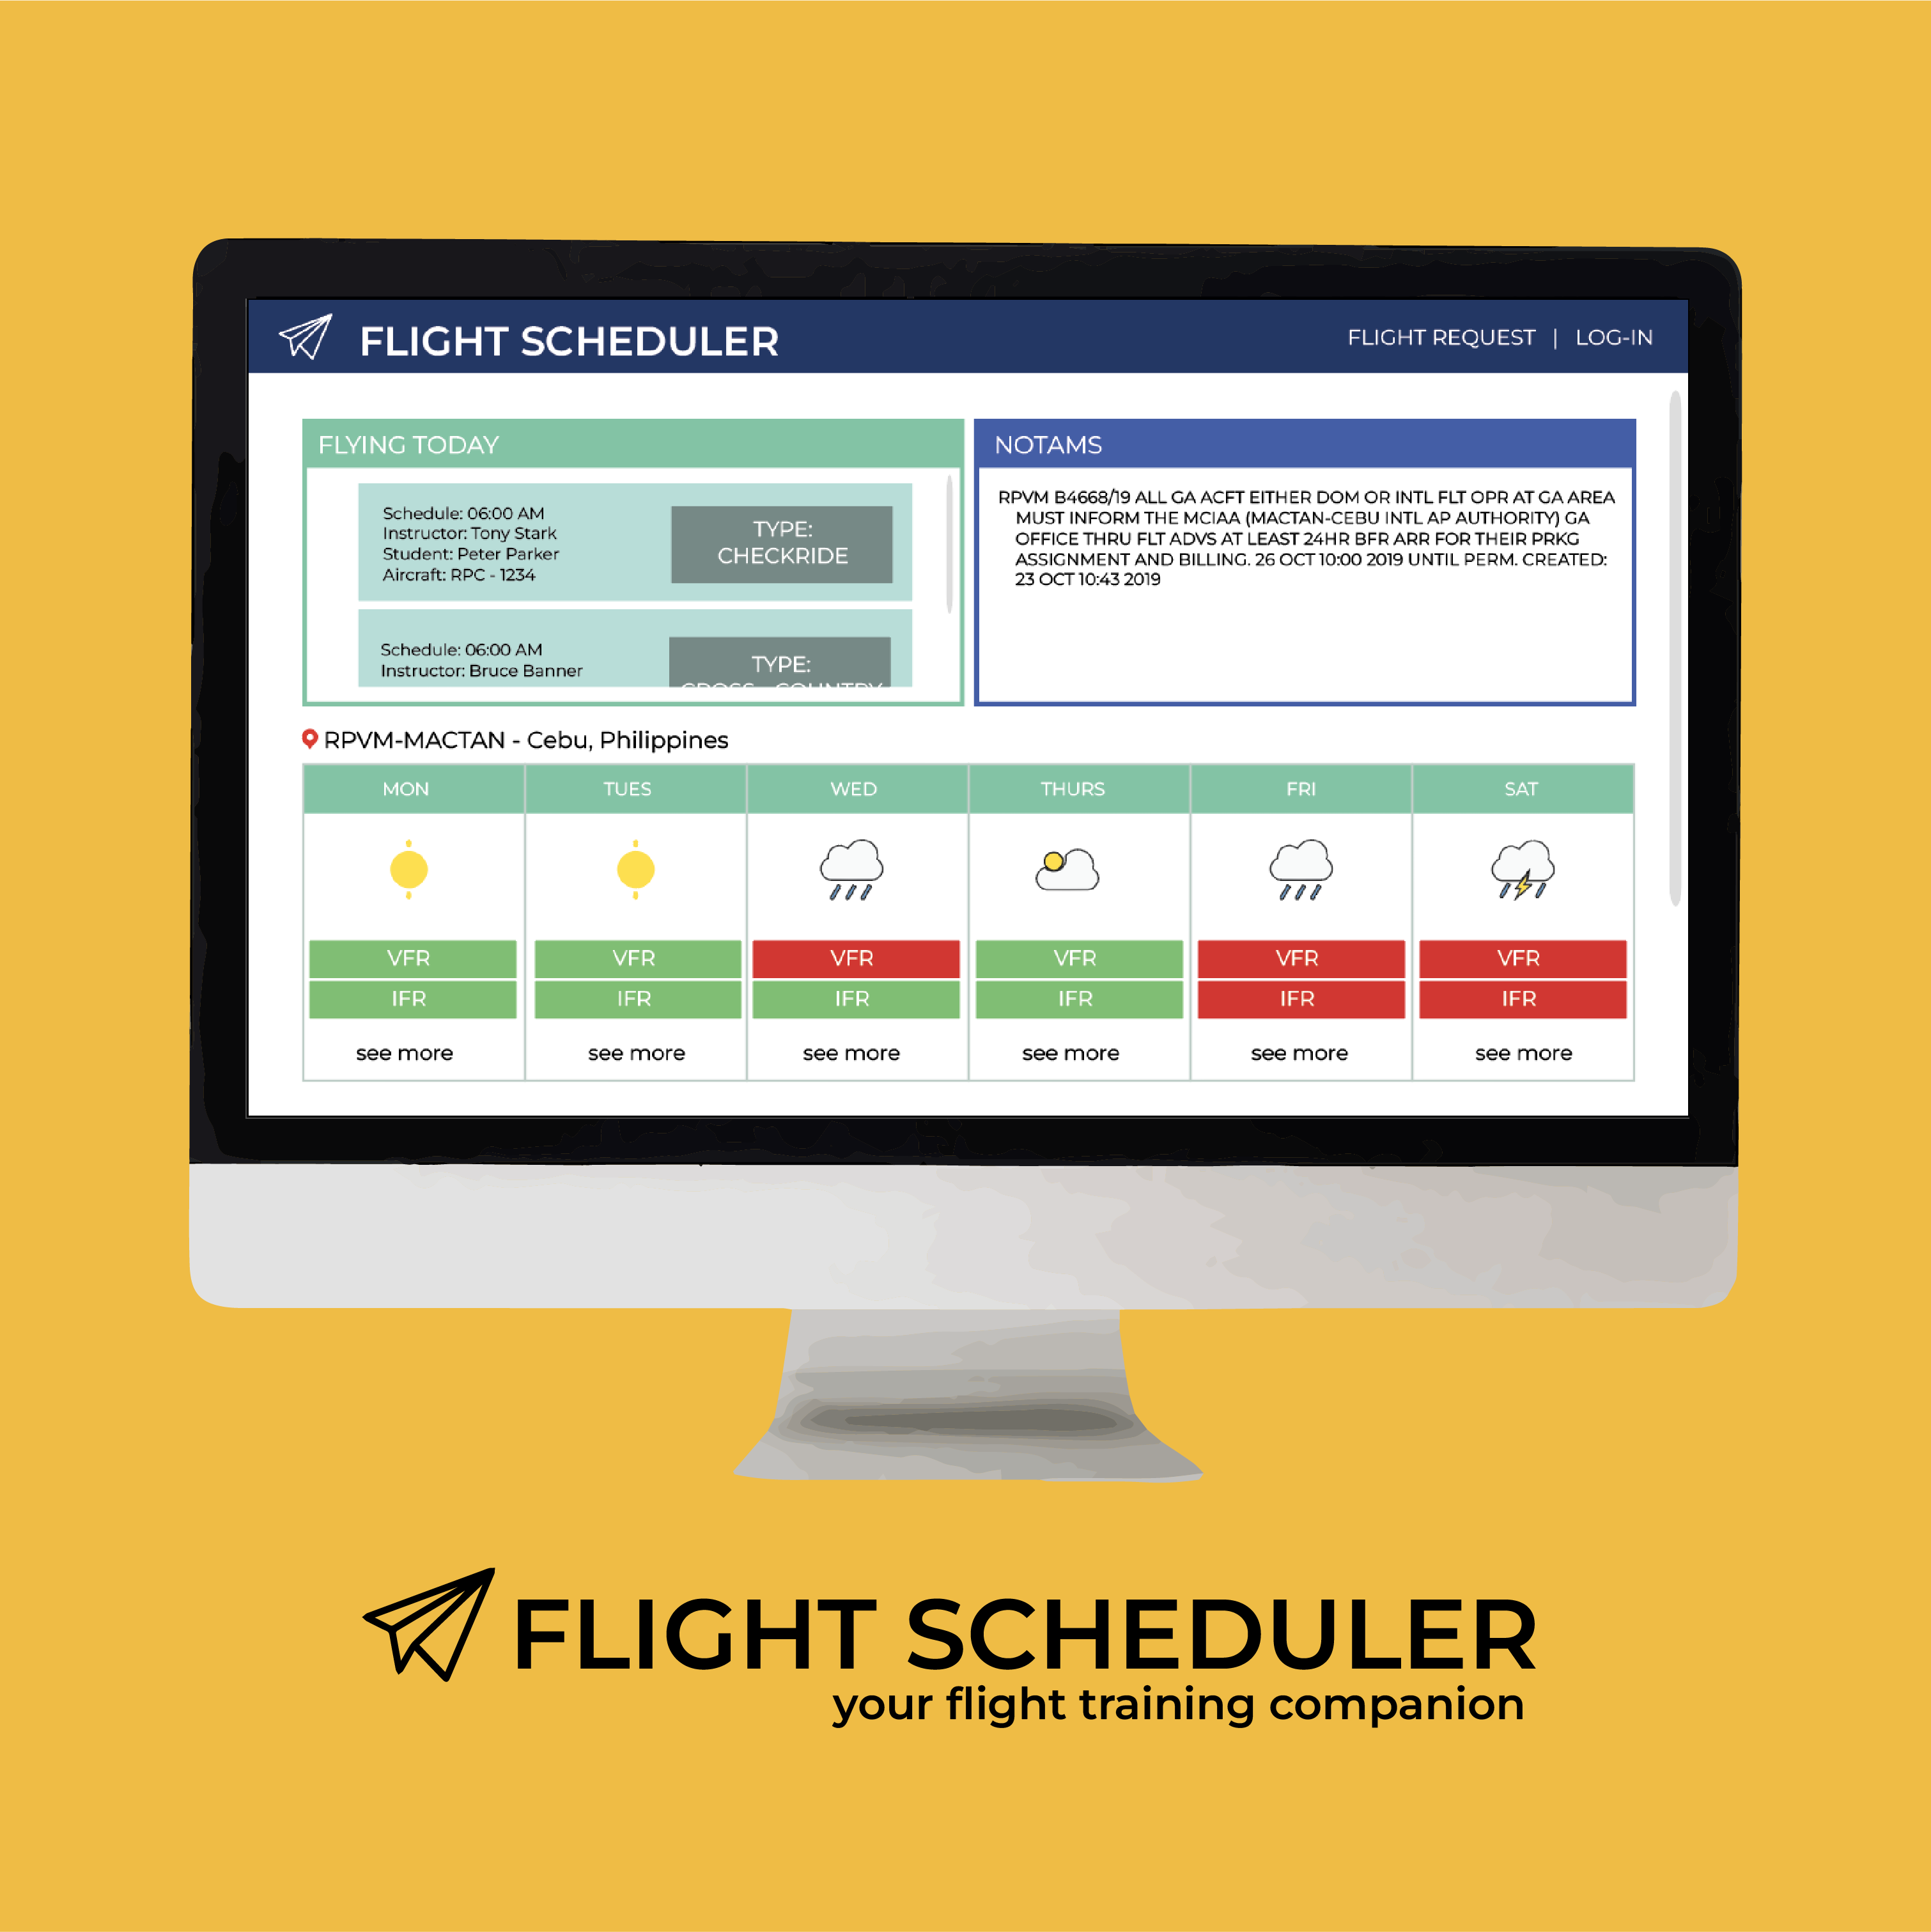 FLIGHT SCHEDULER
FLIGHT REQUEST | LOG-IN
FLYING TODAY
Schedule: 06:00 AM
Instructor: Tony Stark
Student: Peter Parker
Aircraft: RPC - 1234
TYPE:
CHECKRIDE
Schedule: 06:00 AM
Instructor: Bruce Banner
TYPE:
CROSS - COUNTRY
NOTAMS
RPVM B4668/19 ALL GA ACFT EITHER DOM OR INTL FLT OPR AT GA AREA
MUST INFORM THE MCIAA (MACTAN-CEBU INTL AP AUTHORITY) GA
OFFICE THRU FLT ADVS AT LEAST 24HR BFR ARR FOR THEIR PRKG
ASSIGNMENT AND BILLING. 26 OCT 10:00 2019 UNTIL PERM. CREATED:
23 OCT 10:43 2019
RPVM-MACTAN - Cebu, Philippines
MON TUES WED THURS FRI SAT
VFR VFR VFR VFR VFR VFR
IFR IFR IFR IFR IFR IFR
see more see more see more see more see more see more
FLIGHT SCHEDULER
your flight training companion